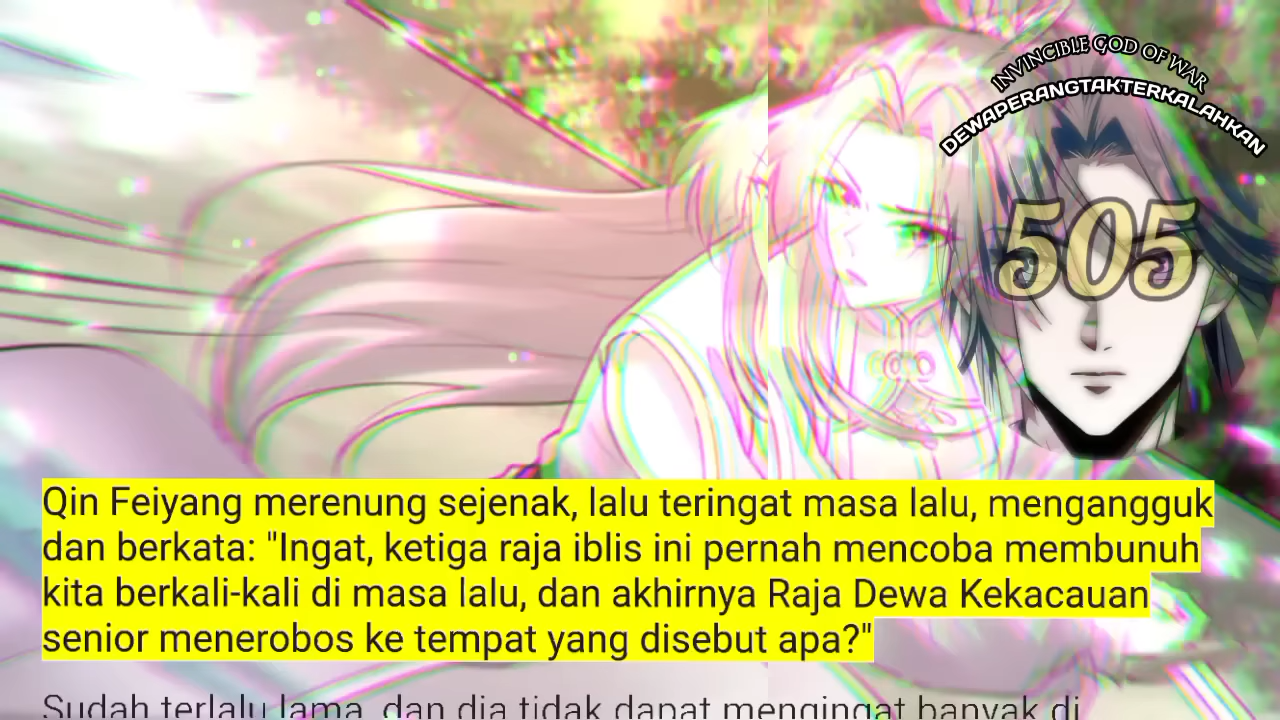 INVINCIBLE GOD OF WAR
DEWAPERANGTAKTERKALAHKAN
505
Qin Feiyang merenung sejenak, lalu teringat masa lalu, mengangguk
dan berkata: "Ingat, ketiga raja iblis ini pernah mencoba membunuh
kita berkali-kali di masa lalu, dan akhirnya Raja Dewa Kekacauan
senior menerobos ke tempat yang disebut apa?"
Sudah terlalu lama, dan dia tidak dapat mengingat banyak di